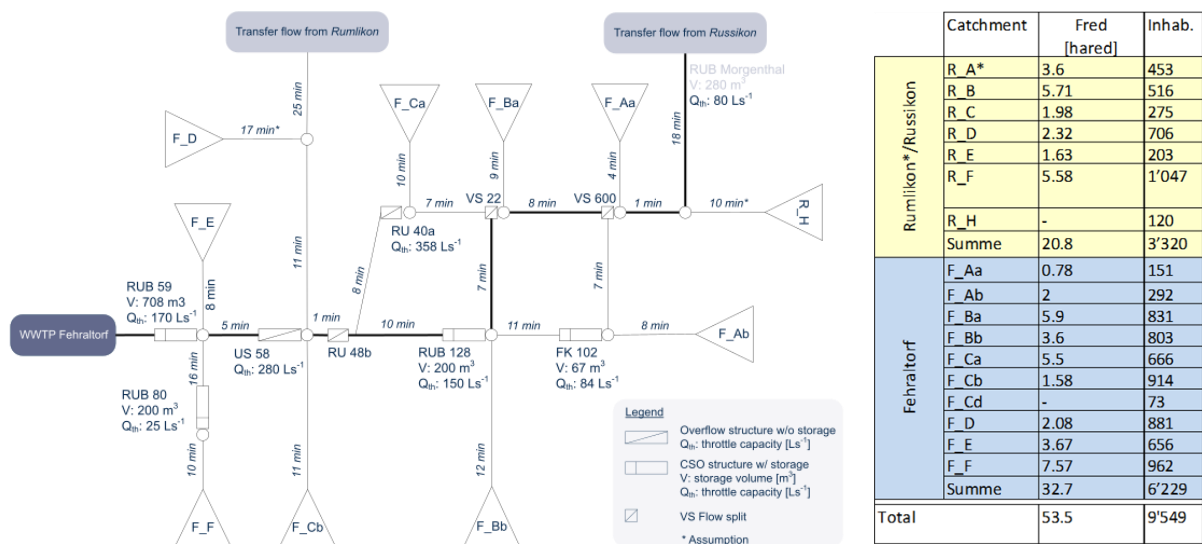 Transfer flow from Rumlikon
Transfer flow from Russikon
RUB Morgenthal
V: 280 m³
Qth: 80 Ls⁻¹
25 min
F_D
17 min*
F_Ca
F_Ba
F_Aa
18 min
10 min
9 min
4 min
F_E
7 min
VS 22
8 min
VS 600
1 min
10 min*
R_H
RU 40a
Qth: 358 Ls⁻¹
11 min
8 min
8 min
7 min
7 min
RUB 59
V: 708 m3
Qth: 170 Ls⁻¹
WWTP Fehraltorf
5 min
1 min
10 min
11 min
8 min
F_Ab
US 58
Qth: 280 Ls⁻¹
RU 48b
RUB 128
V: 200 m³
Qth: 150 Ls⁻¹
FK 102
V: 67 m³
Qth: 84 Ls⁻¹
16 min
RUB 80
V: 200 m³
Qth: 25 Ls⁻¹
10 min
11 min
12 min
F_F
F_Cb
F_Bb
Legend
Overflow structure w/o storage
Qth: throttle capacity [Ls⁻¹]
CSO structure w/ storage
V: storage volume [m³]
Qth: throttle capacity [Ls⁻¹]
VS Flow split
* Assumption
Catchment Fred [hared] Inhab.
Rumlikon*/Russikon
R_A* 3.6 453
R_B 5.71 516
R_C 1.98 275
R_D 2.32 706
R_E 1.63 203
R_F 5.58 1'047
R_H - 120
Summe 20.8 3'320
Fehraltorf
F_Aa 0.78 151
F_Ab 2 292
F_Ba 5.9 831
F_Bb 3.6 803
F_Ca 5.5 666
F_Cb 1.58 914
F_Cd - 73
F_D 2.08 881
F_E 3.67 656
F_F 7.57 962
Summe 32.7 6'229
Total 53.5 9'549